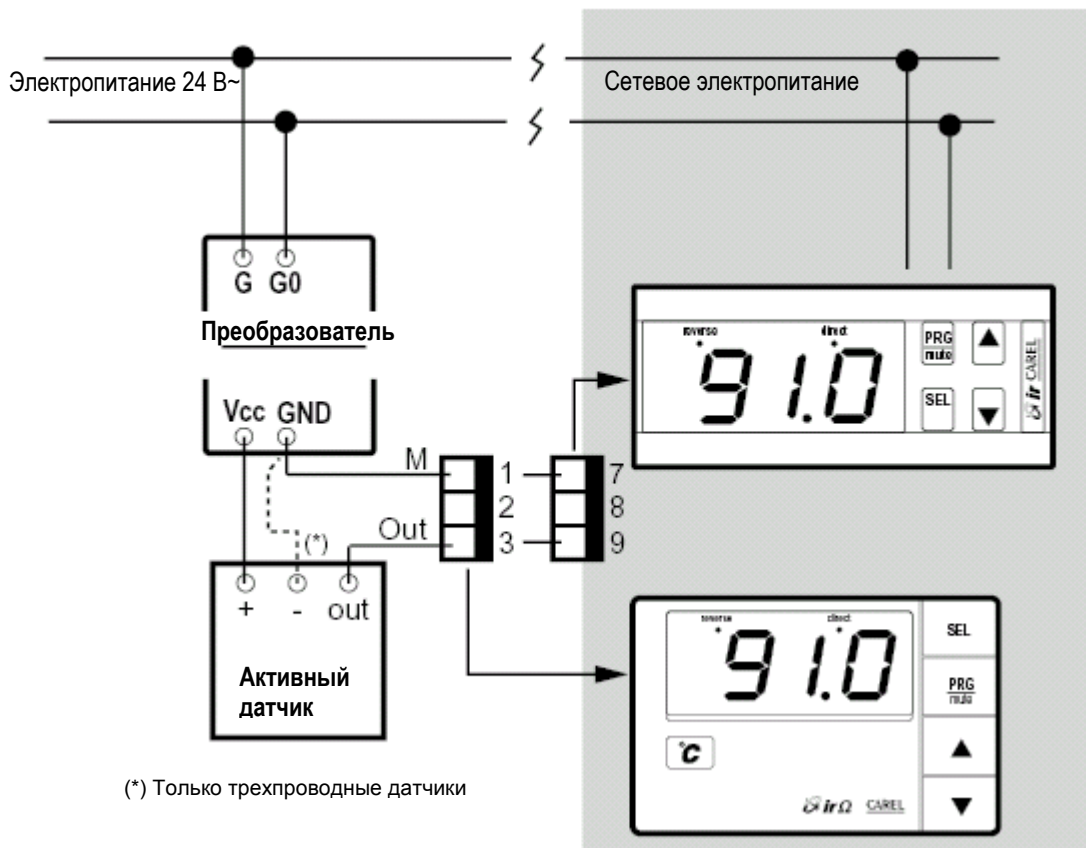 Электропитание 24 В~
Сетевое электропитание
G G0
Преобразователь
Vcc GND
reverse direct
91.0
PRG
mute
SEL
ir CAREL
M 1 7
2 8
Out 3 9
(*)
+ - out
Активный
датчик
reverse direct
91.0
SEL
PRG
mute
°C
irΩ CAREL
(*) Только трехпроводные датчики